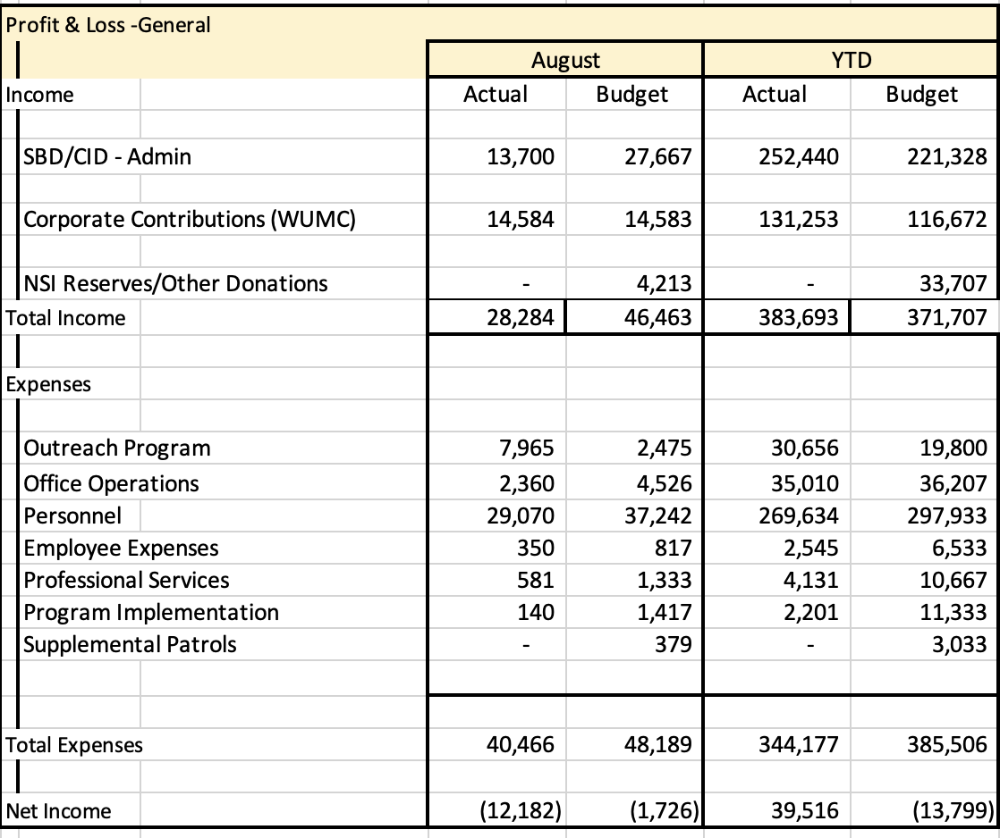 Profit & Loss -General
August YTD
Income Actual Budget Actual Budget
SBD/CID - Admin 13,700 27,667 252,440 221,328
Corporate Contributions (WUMC) 14,584 14,583 131,253 116,672
NSI Reserves/Other Donations - 4,213 - 33,707
Total Income 28,284 46,463 383,693 371,707
Expenses
Outreach Program 7,965 2,475 30,656 19,800
Office Operations 2,360 4,526 35,010 36,207
Personnel 29,070 37,242 269,634 297,933
Employee Expenses 350 817 2,545 6,533
Professional Services 581 1,333 4,131 10,667
Program Implementation 140 1,417 2,201 11,333
Supplemental Patrols - 379 - 3,033
Total Expenses 40,466 48,189 344,177 385,506
Net Income (12,182) (1,726) 39,516 (13,799)